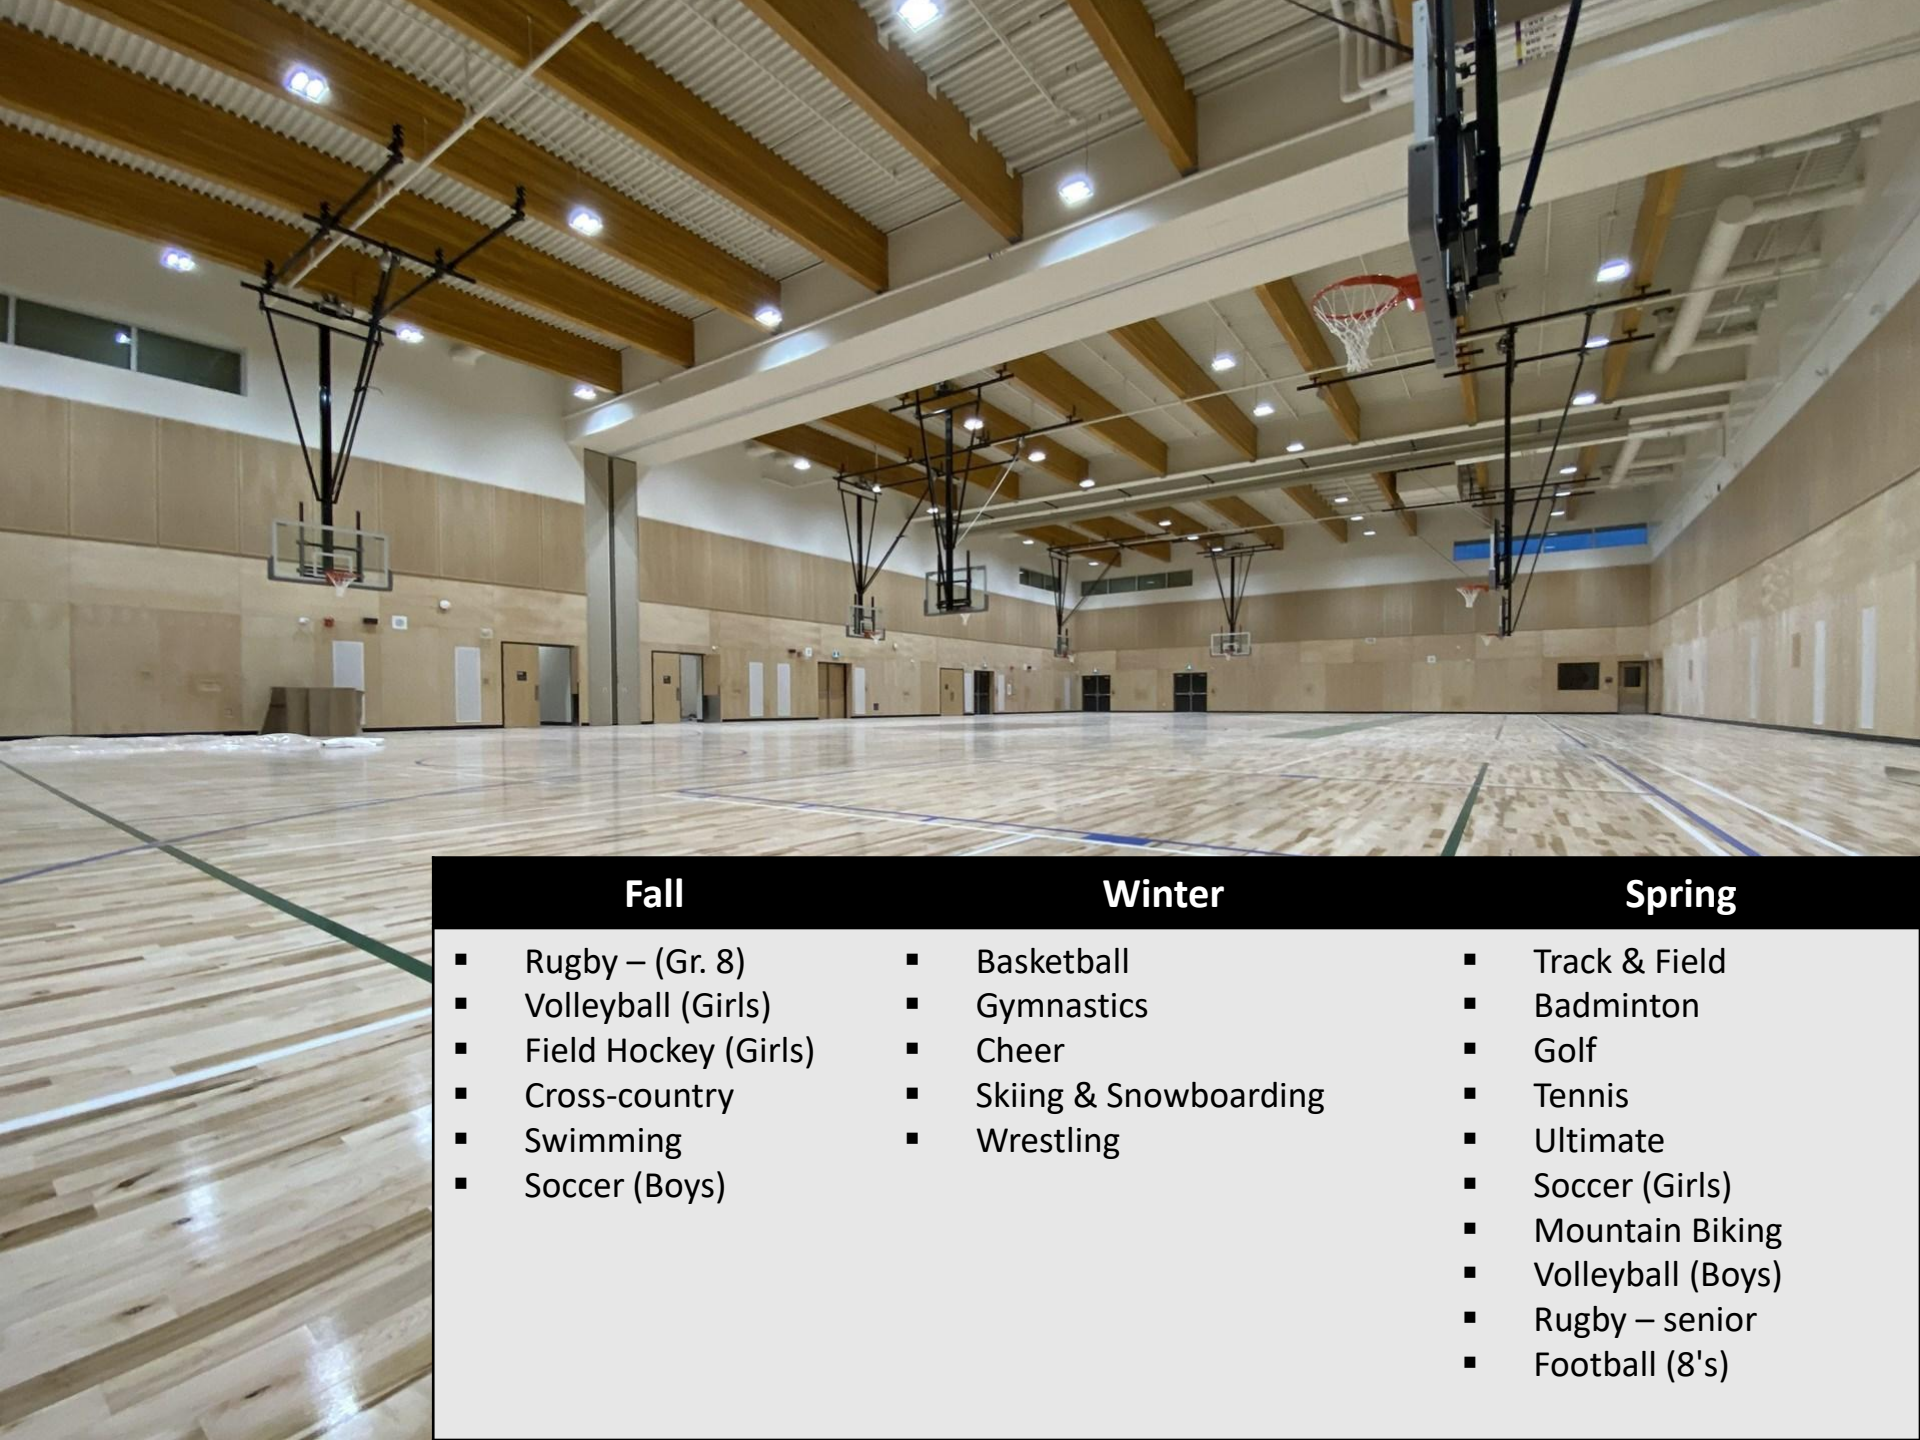 Fall
Winter
Spring
▪ Rugby – (Gr. 8)
▪ Volleyball (Girls)
▪ Field Hockey (Girls)
▪ Cross-country
▪ Swimming
▪ Soccer (Boys)
▪ Basketball
▪ Gymnastics
▪ Cheer
▪ Skiing & Snowboarding
▪ Wrestling
▪ Track & Field
▪ Badminton
▪ Golf
▪ Tennis
▪ Ultimate
▪ Soccer (Girls)
▪ Mountain Biking
▪ Volleyball (Boys)
▪ Rugby – senior
▪ Football (8's)